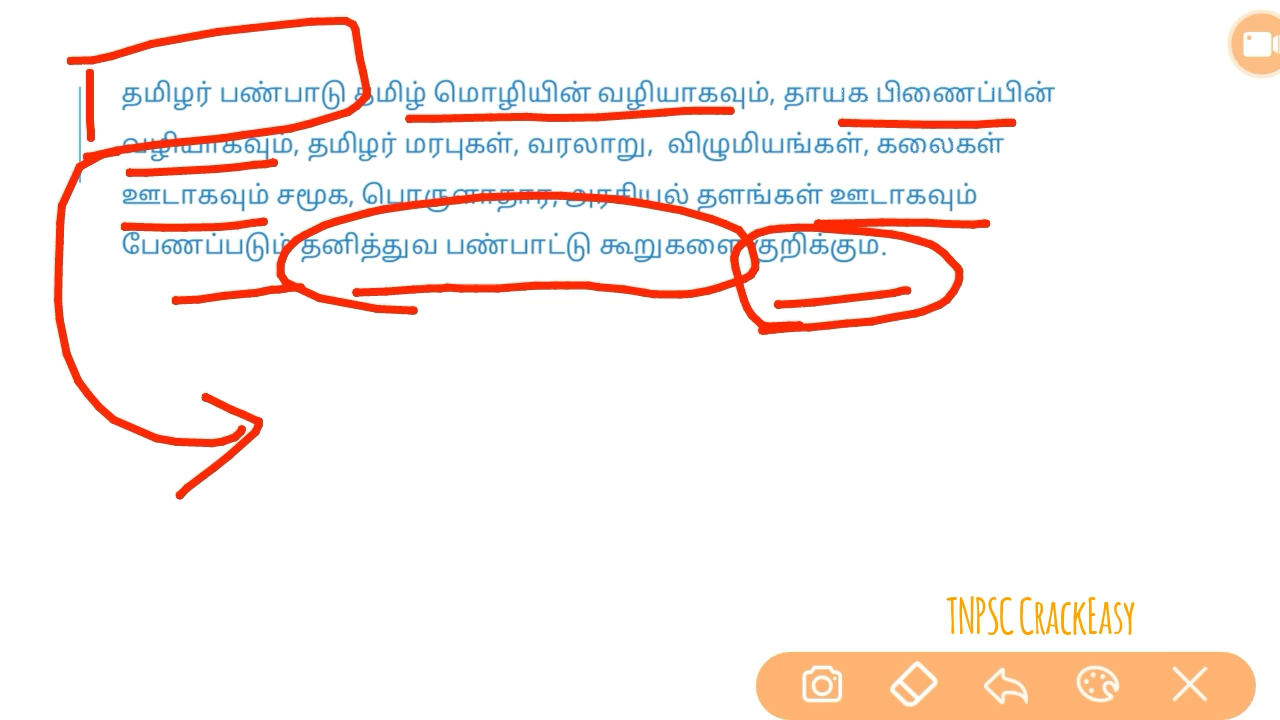 தமிழர் பண்பாடு தமிழ் மொழியின் வழியாகவும், தாயக பிணைப்பின்
வழியாகவும், தமிழர் மரபுகள், வரலாறு, விழுமியங்கள், கலைகள்
ஊடாகவும் சமூக, பொருளாதார, அரசியல் தளங்கள் ஊடாகவும்
பேணப்படும் தனித்துவ பண்பாட்டு கூறுகளை குறிக்கும்.
TNPSC CrackEasy